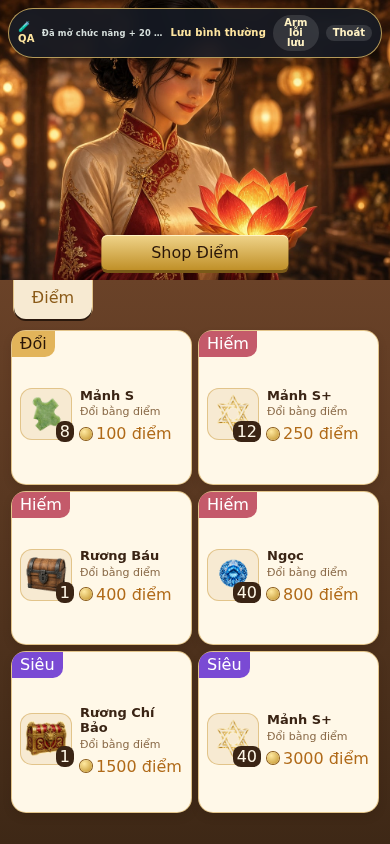 QA
Đã mở chức năng + 20 ...
Lưu bình thường
Arm
lỗi
lưu
Thoát
Shop Điểm
Điểm
Đổi
Mảnh S
Đổi bằng điểm
8
100 điểm
Hiếm
Mảnh S+
Đổi bằng điểm
12
250 điểm
Hiếm
Rương Báu
Đổi bằng điểm
1
400 điểm
Hiếm
Ngọc
Đổi bằng điểm
40
800 điểm
Siêu
Rương Chí
Bảo
Đổi bằng điểm
1
1500 điểm
Siêu
Mảnh S+
Đổi bằng điểm
40
3000 điểm